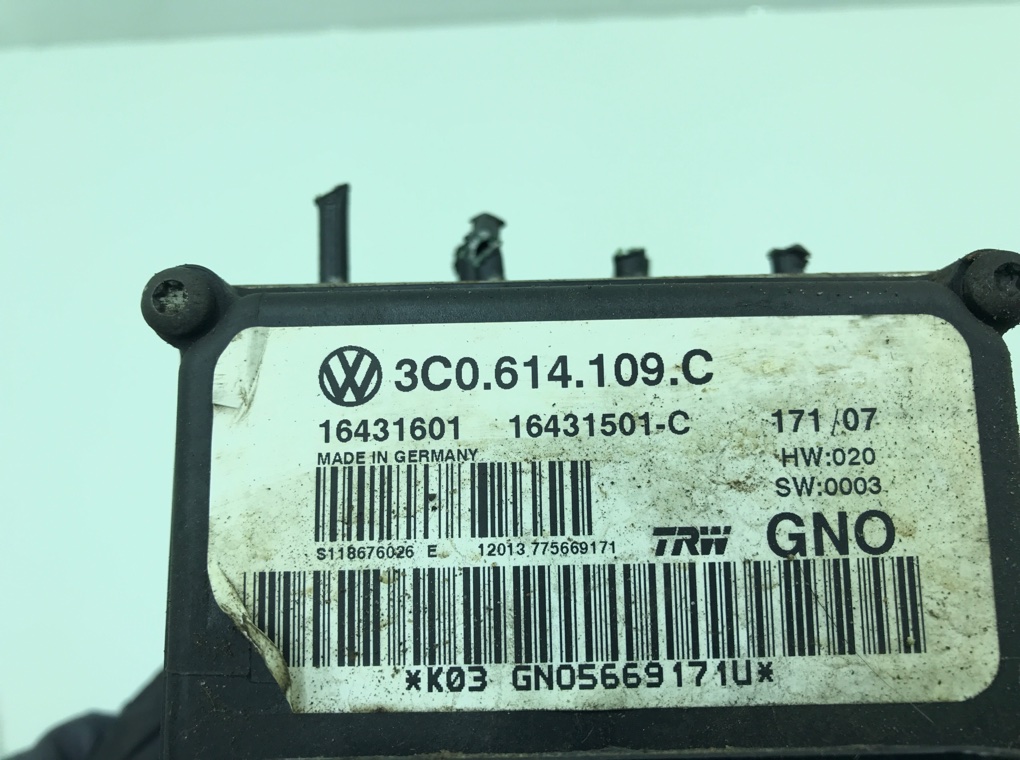 3C0.614.109.C
16431601 16431501-C 171/07
MADE IN GERMANY HW:020
SW:0003
S118676026 E 12013 775669171 TRW GNO
*K03 GNO5669171U*